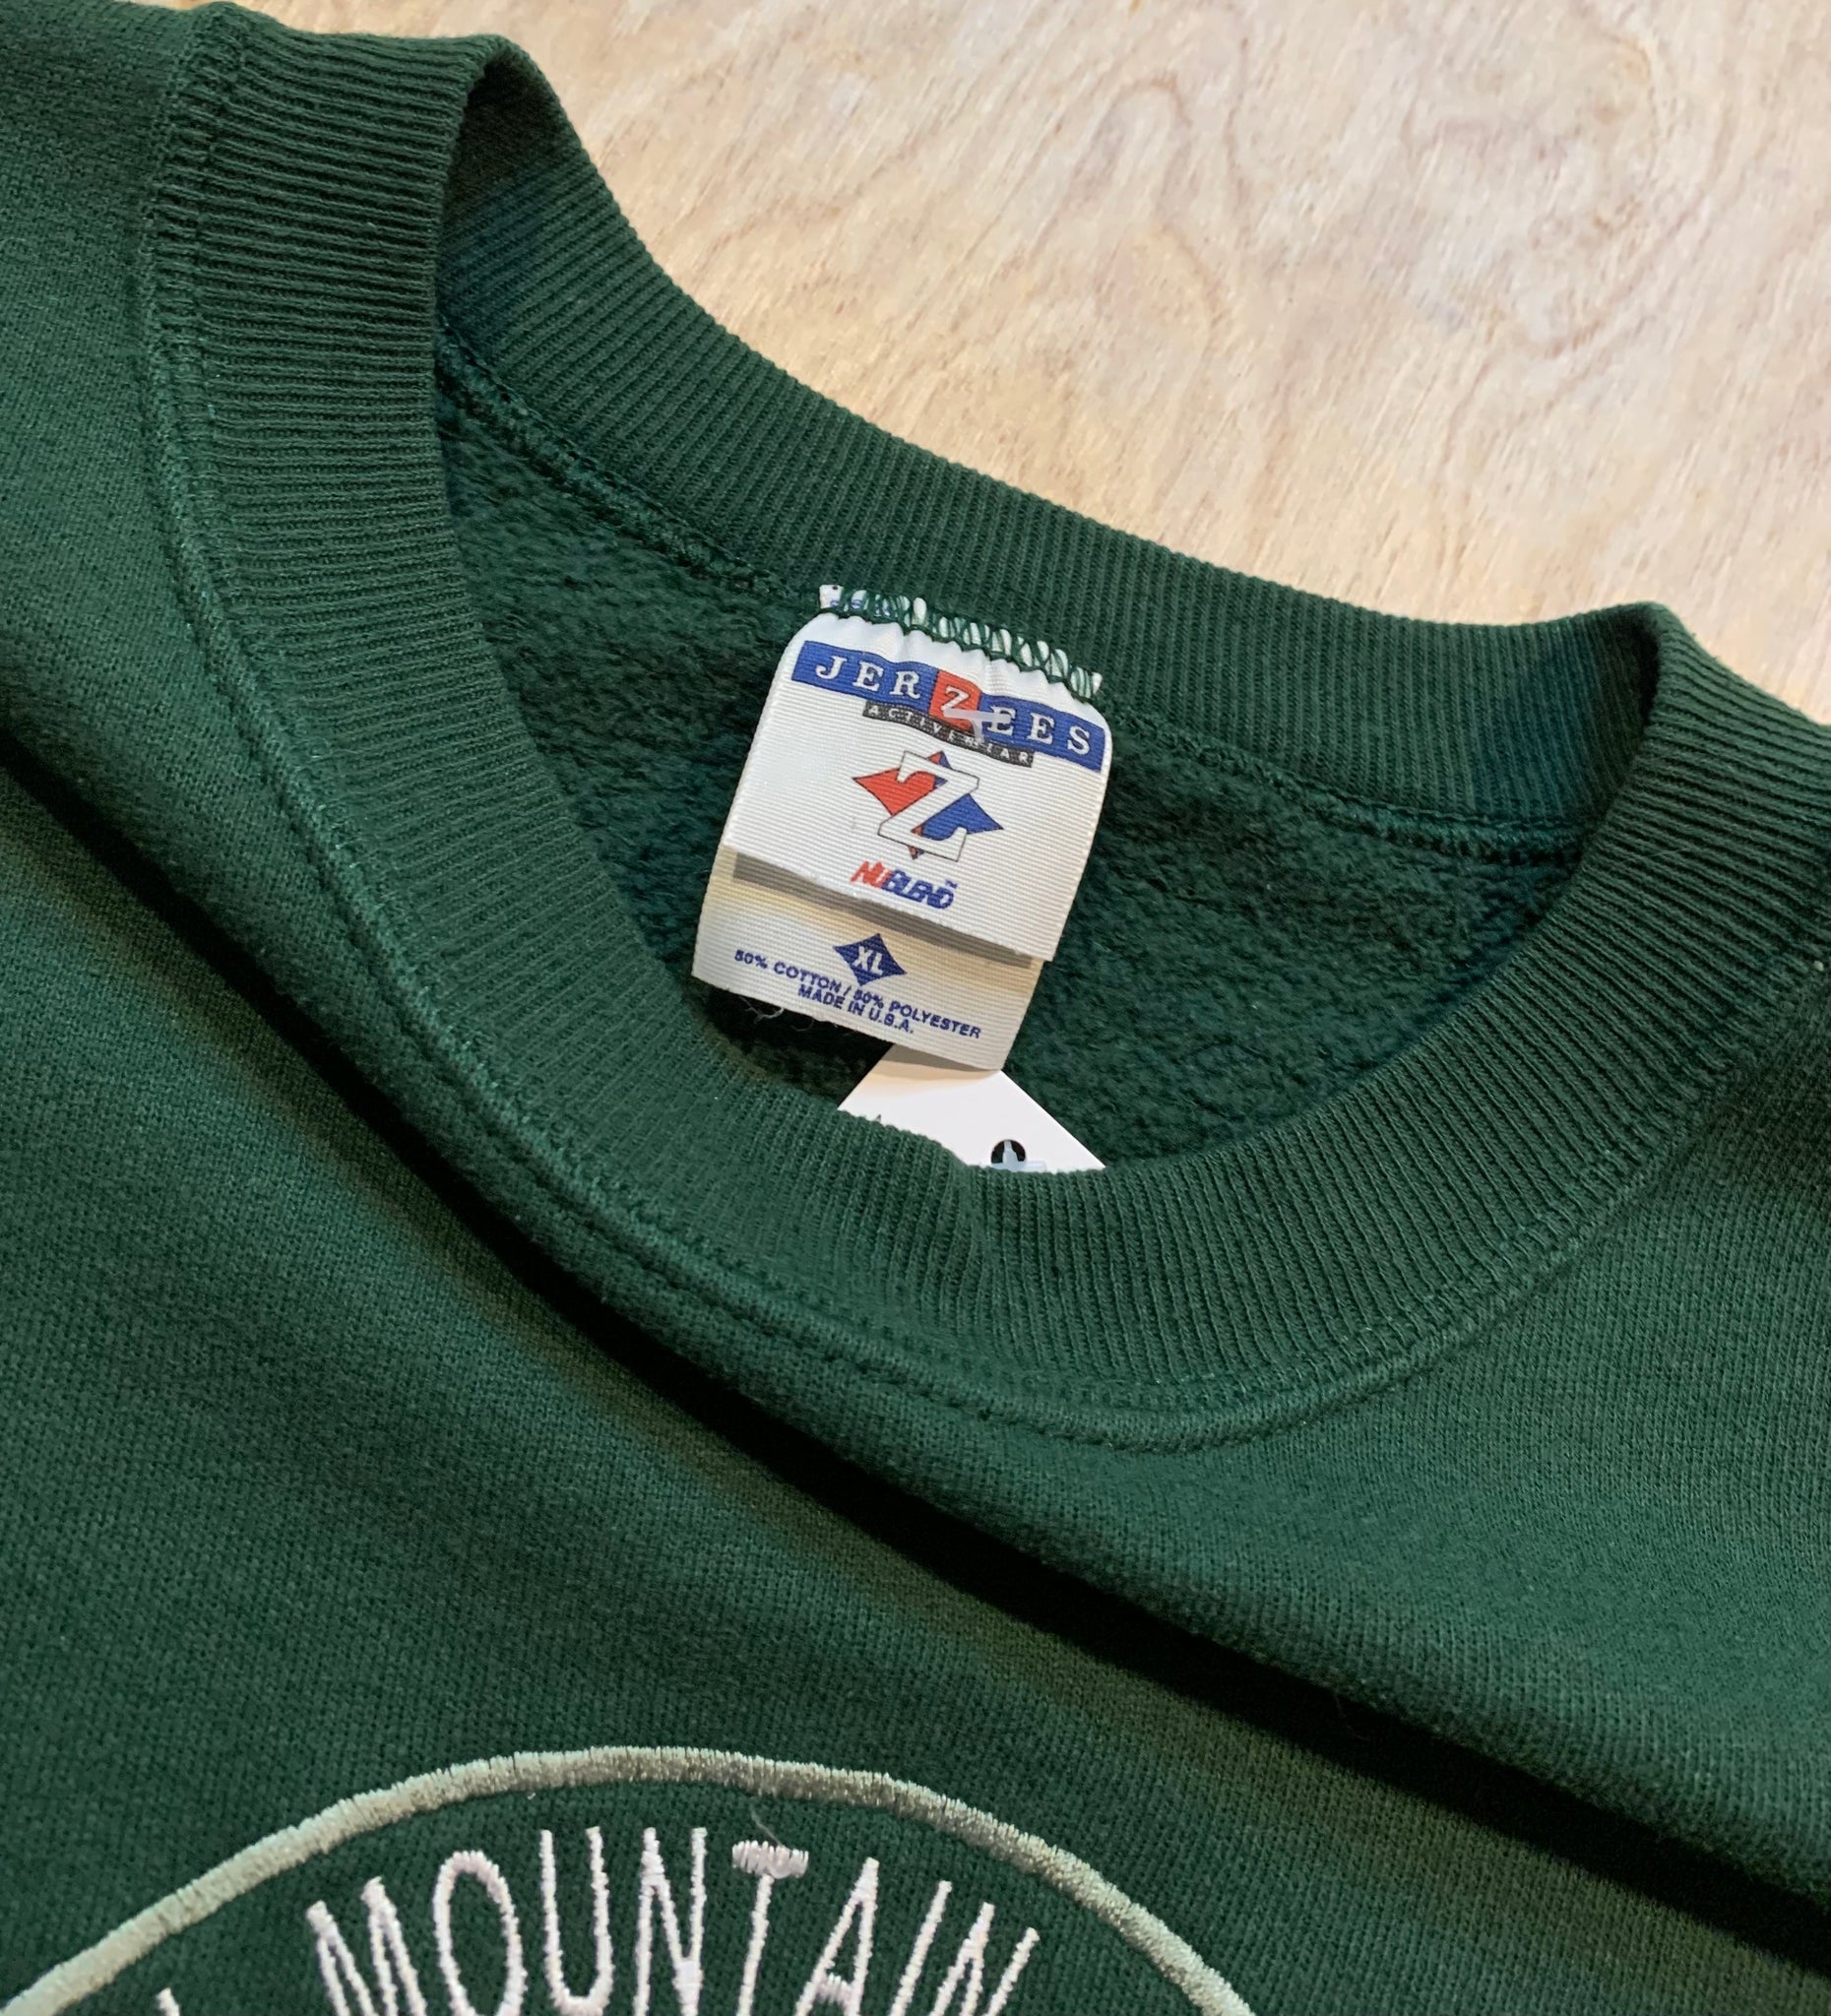 JERZEES
ACTIVEWEAR
Z
NUBLEND˜
XL
50% COTTON / 50% POLYESTER
MADE IN U.S.A.
MOUNTAIN